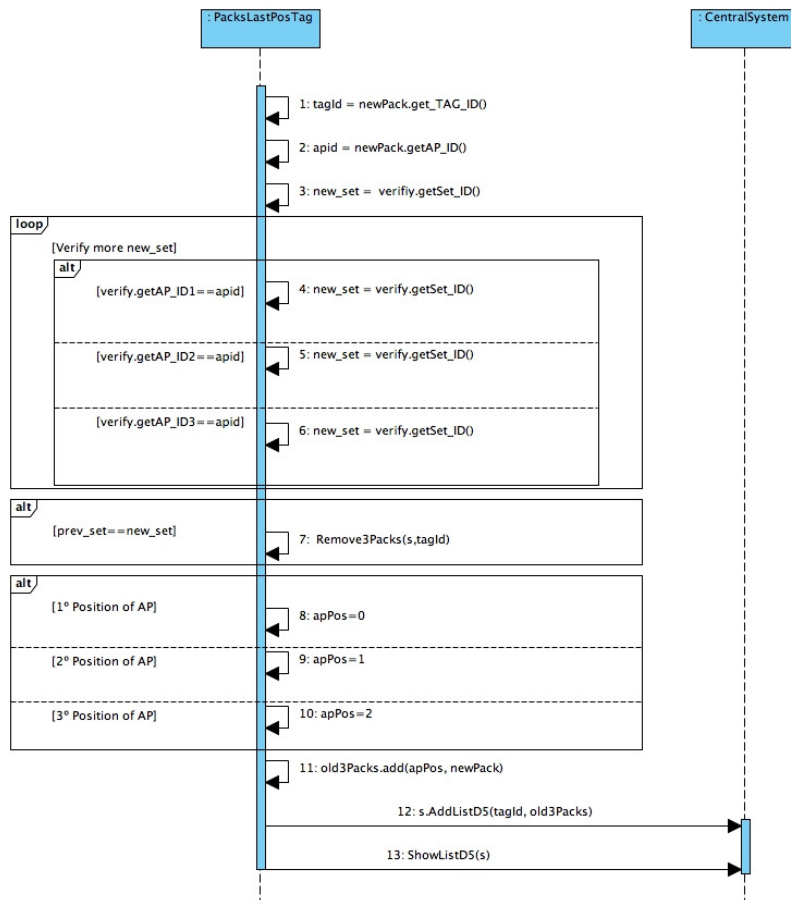 : PacksLastPosTag
: CentralSystem
1: tagId = newPack.get_TAG_ID()
2: apid = newPack.getAP_ID()
3: new_set = verifiy.getSet_ID()
loop
[Verify more new_set]
alt
[verify.getAP_ID1==apid]
4: new_set = verify.getSet_ID()
[verify.getAP_ID2==apid]
5: new_set = verify.getSet_ID()
[verify.getAP_ID3==apid]
6: new_set = verify.getSet_ID()
alt
[prev_set==new_set]
7: Remove3Packs(s,tagId)
alt
[1º Position of AP]
8: apPos=0
[2º Position of AP]
9: apPos=1
[3º Position of AP]
10: apPos=2
11: old3Packs.add(apPos, newPack)
12: s.AddListD5(tagId, old3Packs)
13: ShowListD5(s)